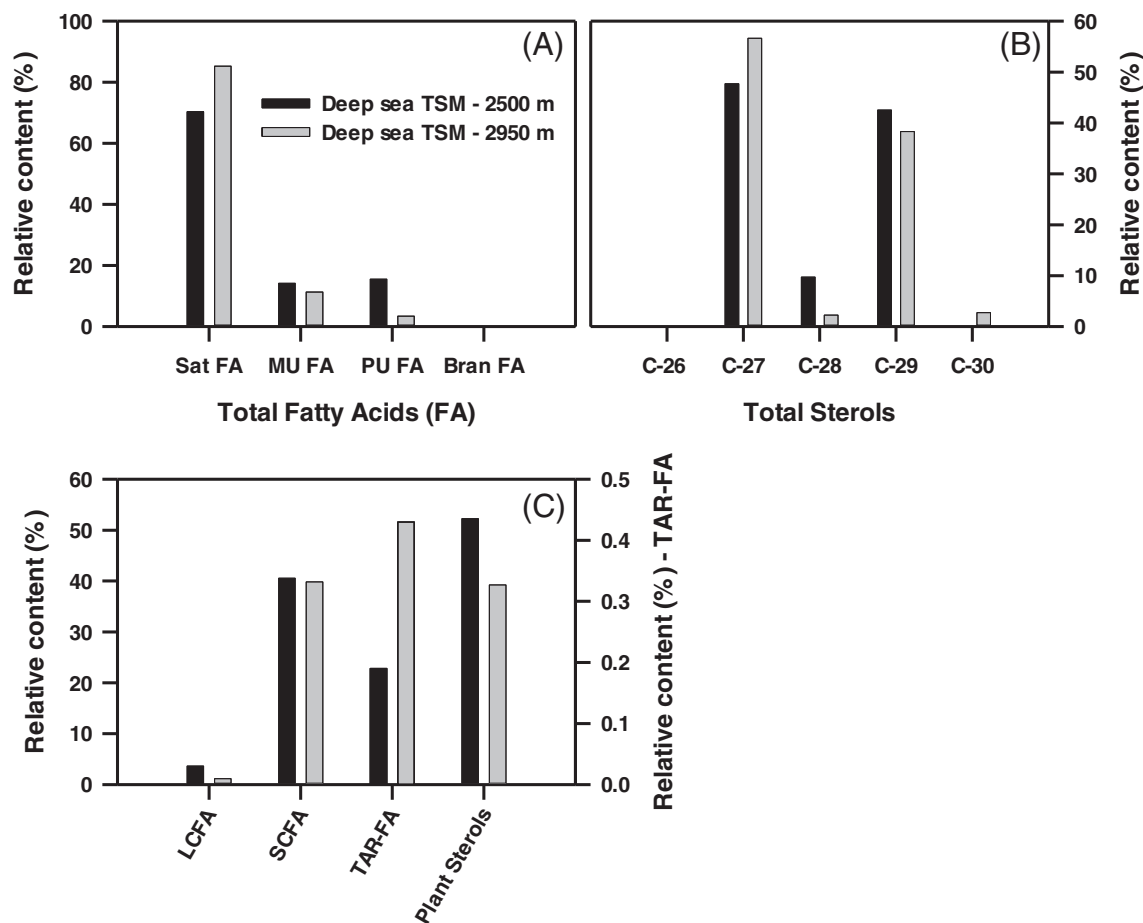 (A)
Relative content (%)
100
80
60
40
20
0
Deep sea TSM - 2500 m
Deep sea TSM - 2950 m
Sat FA MU FA PU FA Bran FA
Total Fatty Acids (FA)
(B)
60
50
40
30
20
10
0
Relative content (%)
C-26 C-27 C-28 C-29 C-30
Total Sterols
(C)
Relative content (%)
60
50
40
30
20
10
0
0.5
0.4
0.3
0.2
0.1
0.0
Relative content (%) - TAR-FA
LCFA
SCFA
TAR-FA
Plant Sterols